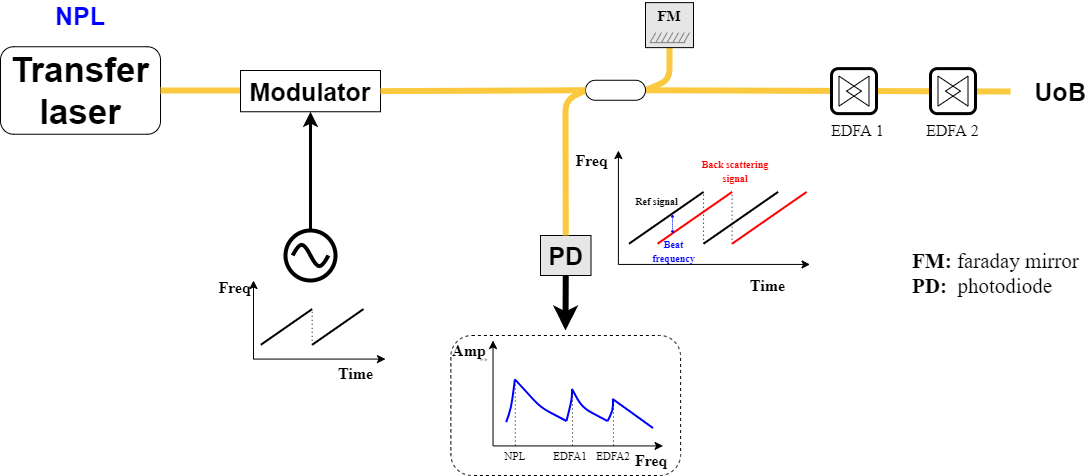 NPL
Transfer
laser
Modulator
FM
EDFA 1
EDFA 2
UoB
Freq
Time
PD
Freq
Back scattering
signal
Ref signal
Beat
frequency
Time
FM: faraday mirror
PD: photodiode
Amp
NPL
EDFA1
EDFA2
Freq